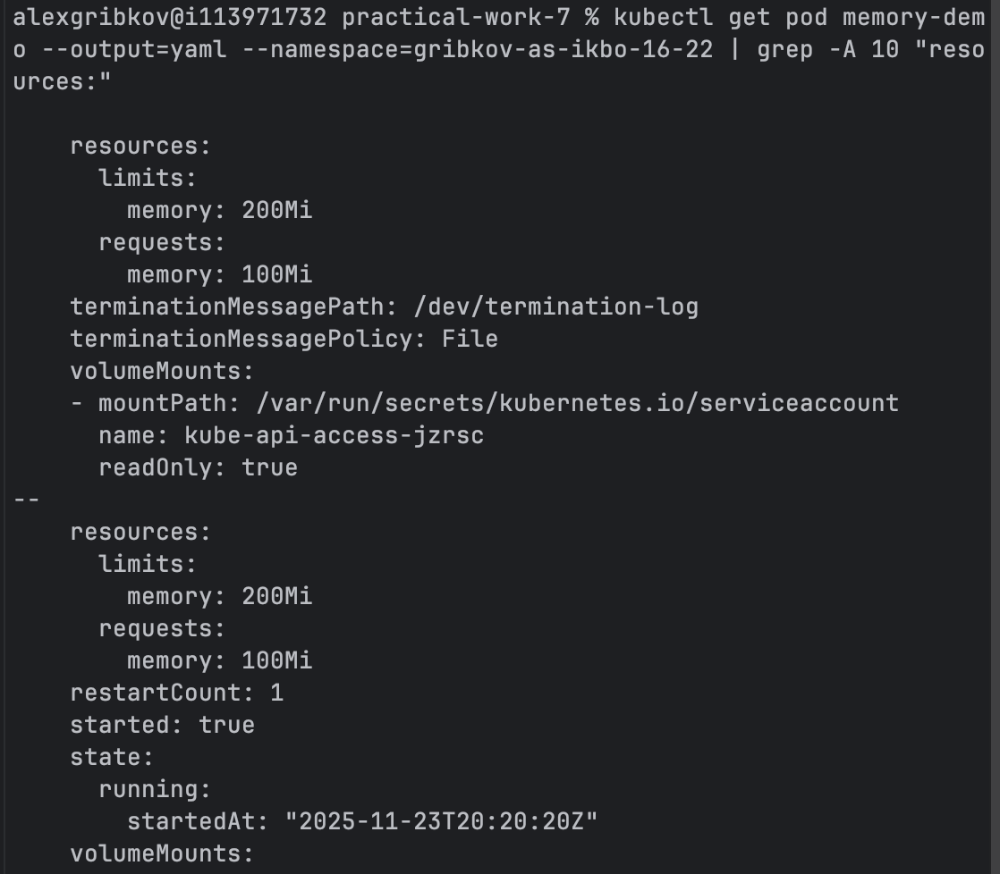 alexgribkov@i113971732 practical-work-7 % kubectl get pod memory-dem
o --output=yaml --namespace=gribkov-as-ikbo-16-22 | grep -A 10 "reso
urces:"
    resources:
      limits:
        memory: 200Mi
      requests:
        memory: 100Mi
    terminationMessagePath: /dev/termination-log
    terminationMessagePolicy: File
    volumeMounts:
    - mountPath: /var/run/secrets/kubernetes.io/serviceaccount
      name: kube-api-access-jzrsc
      readOnly: true
--
    resources:
      limits:
        memory: 200Mi
      requests:
        memory: 100Mi
    restartCount: 1
    started: true
    state:
      running:
        startedAt: "2025-11-23T20:20:20Z"
    volumeMounts: